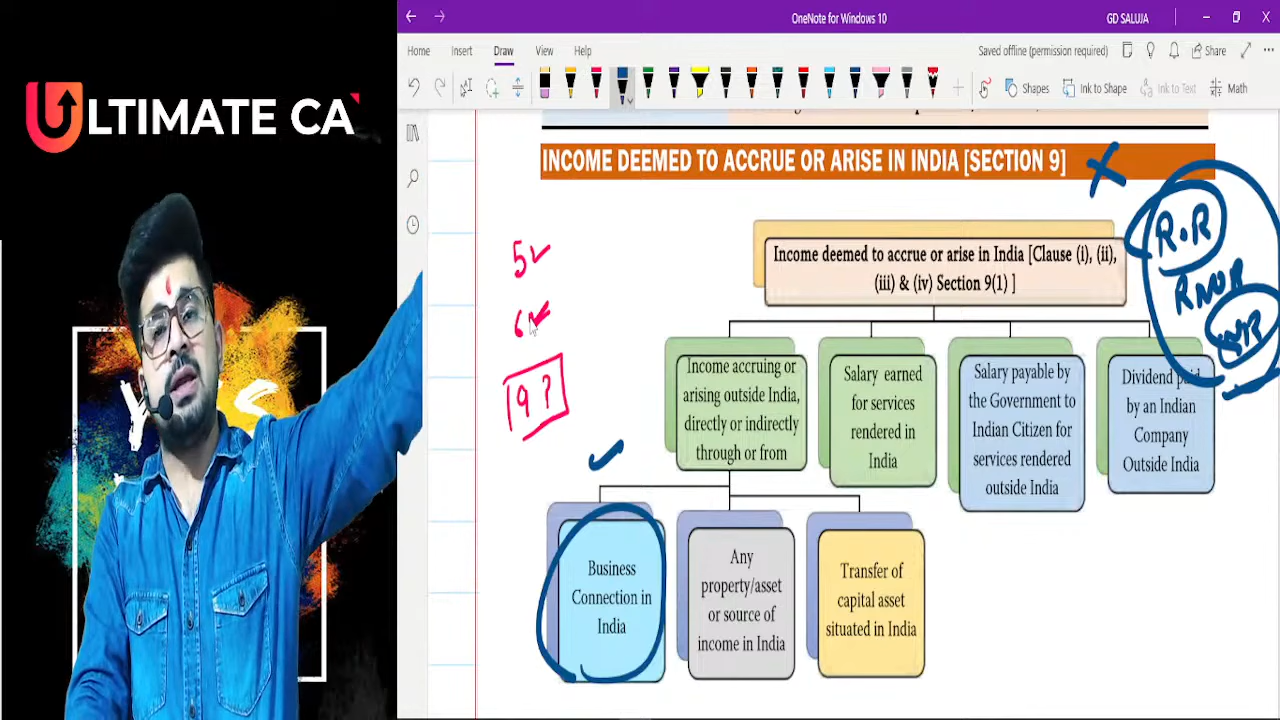 OneNote for Windows 10
GD SALUJA
Home Insert Draw View Help
Saved offline (permission required)
Share
Shapes
Ink to Shape
Ink to Text
Math
ULTIMATE CA
INCOME DEEMED TO ACCRUE OR ARISE IN INDIA [SECTION 9]
Income deemed to accrue or arise in India [Clause (i), (ii),
(iii) & (iv) Section 9(1) ]
R.R
RNOR
5
6
9 ?
Income accruing or
arising outside India,
directly or indirectly
through or from
Salary earned
for services
rendered in
India
Salary payable by
the Government to
Indian Citizen for
services rendered
outside India
Dividend paid
by an Indian
Company
Outside India
Business
Connection in
India
Any
property/asset
or source of
income in India
Transfer of
capital asset
situated in India